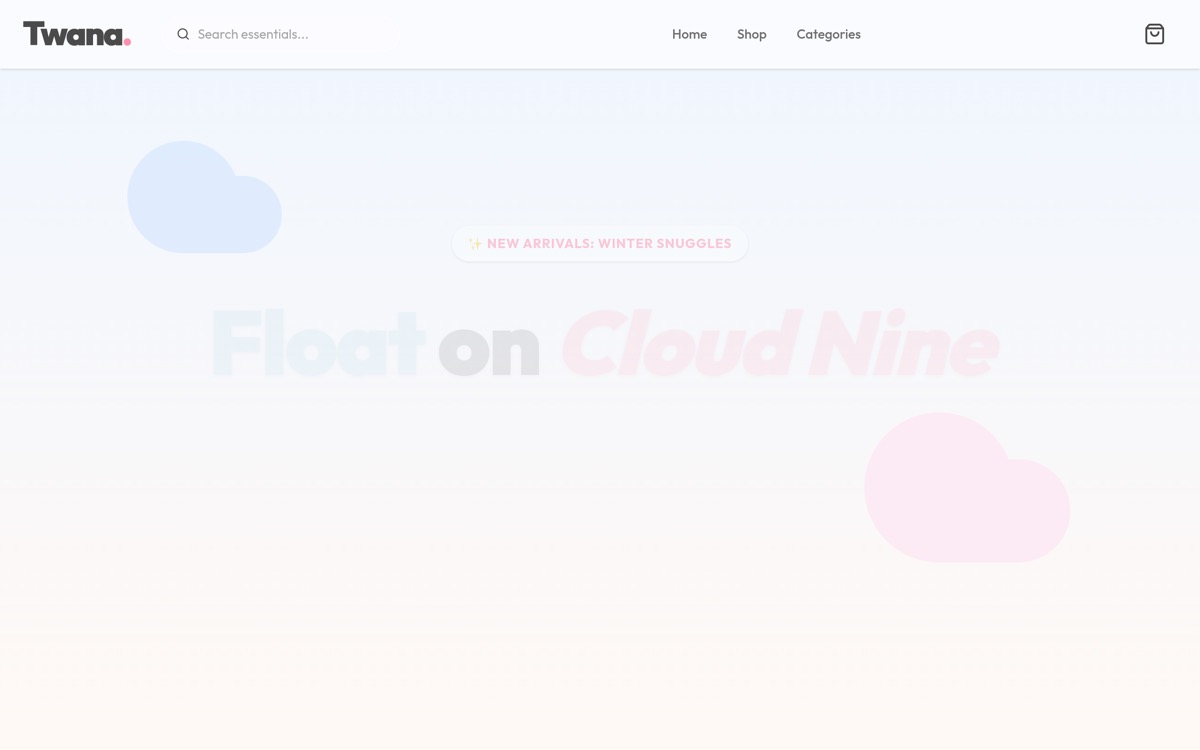 Twana.
Search essentials...
Home
Shop
Categories
✨ NEW ARRIVALS: WINTER SNUGGLES
Float on Cloud Nine